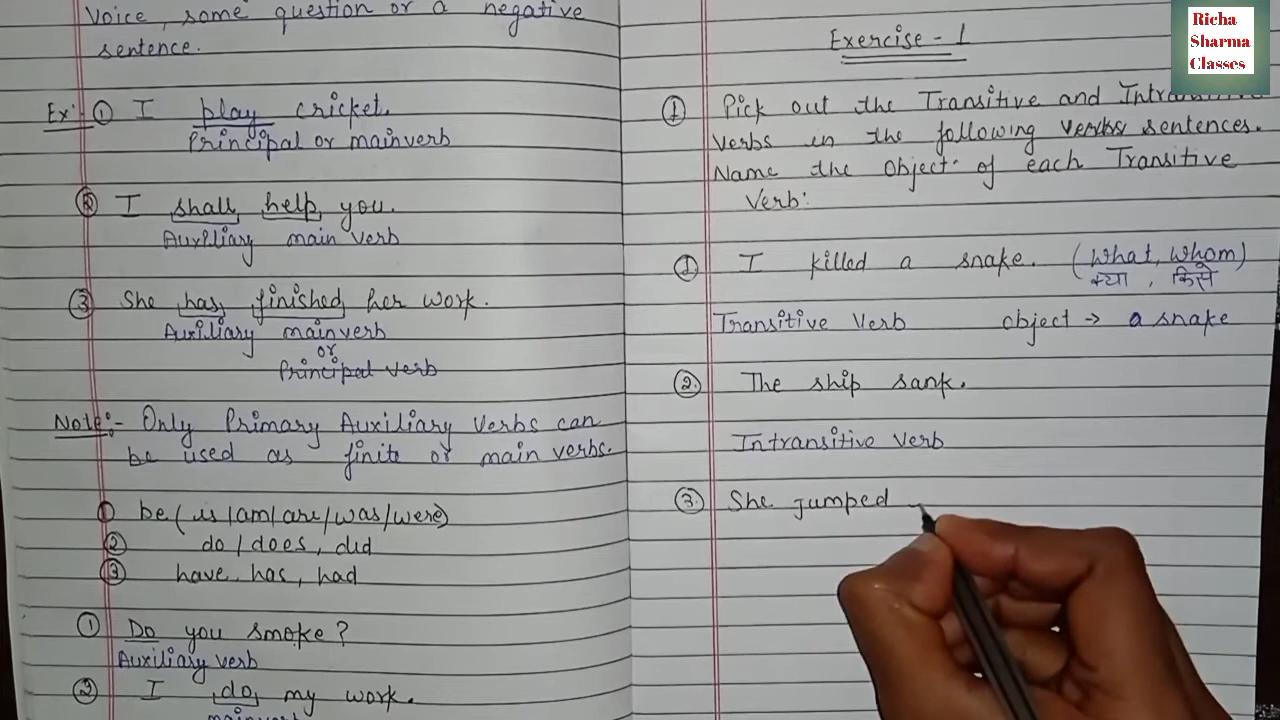 Voice, some question or a negative
sentence.
Ex:- ① I play cricket.
Principal or main verb
② I shall help you.
Auxiliary main verb
③ She has finished her work.
Auxiliary main verb
or
Principal verb
Note:- Only Primary Auxiliary Verbs can
be used as finite or main verbs.
① be ( is / am / are / was / were)
② do / does, did
③ have, has, had
① Do you smoke?
Auxiliary verb
② I do my work.
main verb
Richa
Sharma
Classes
Exercise - 1
① Pick out the Transitive and Intransitive
Verbs in the following verbs sentences.
Name the object of each Transitive
Verb:
① I killed a snake. (What, Whom)
क्या , किसे
Transitive Verb object → a snake
② The ship sank.
Intransitive Verb
③ She jumped